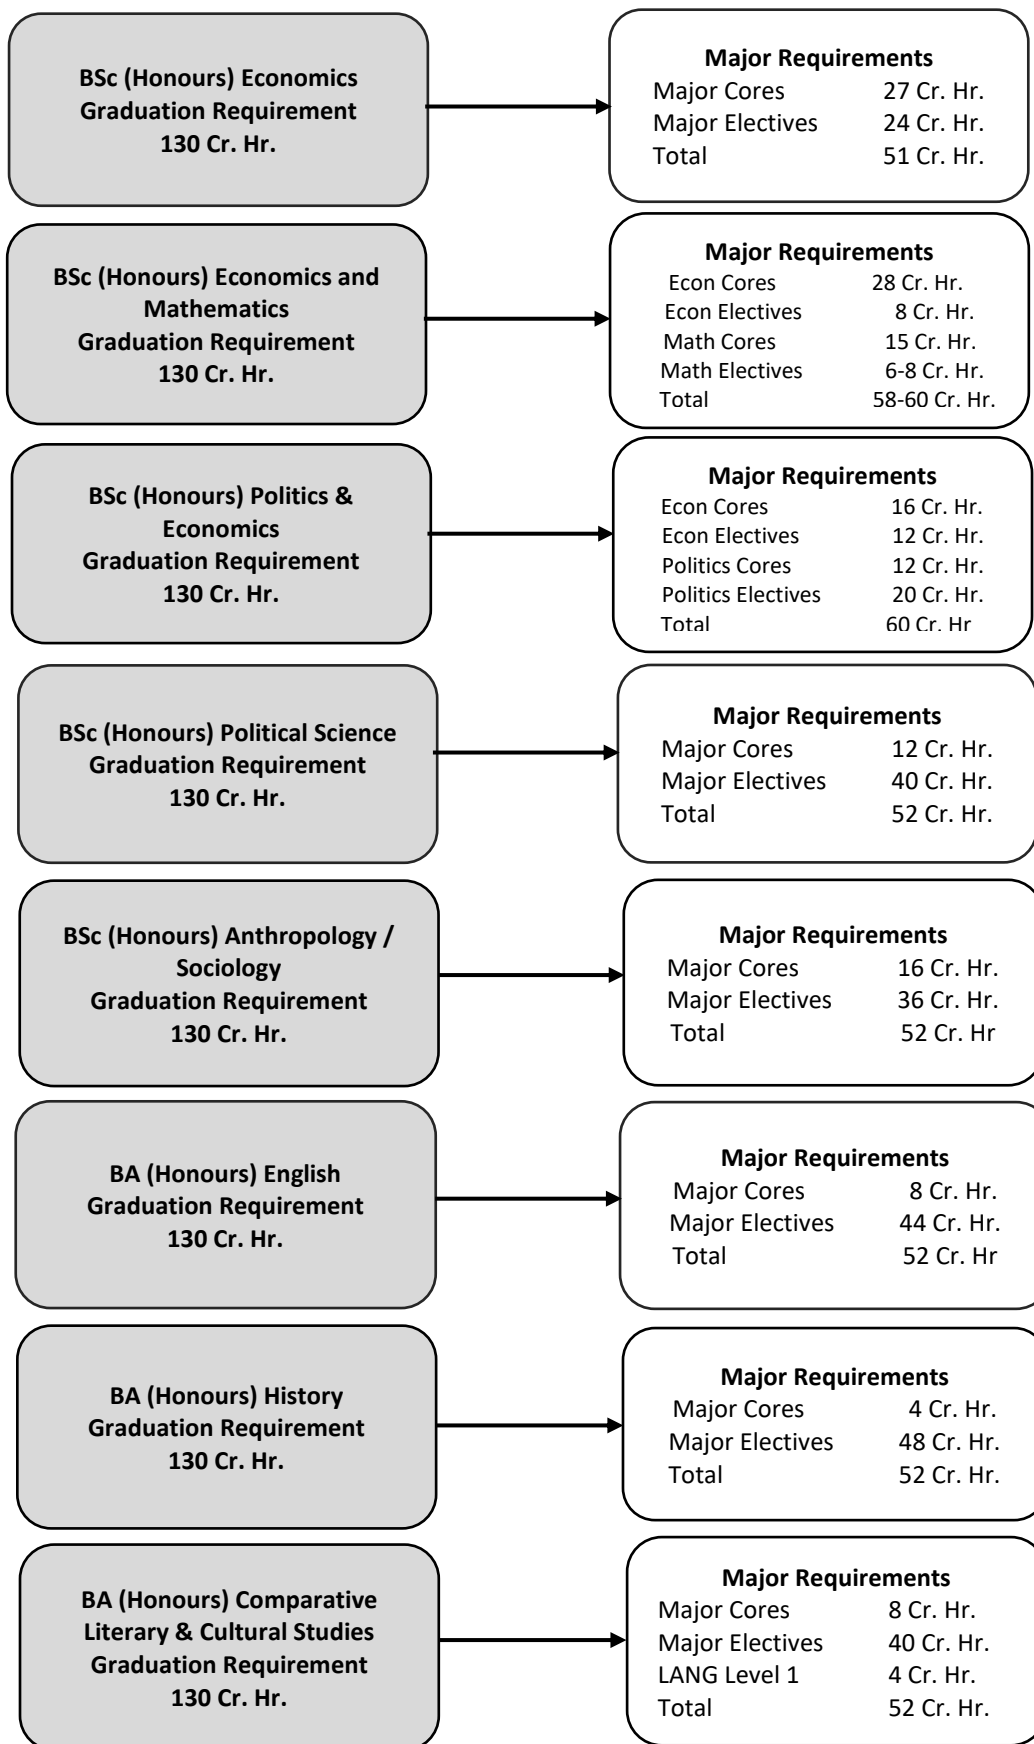 BSc (Honours) Economics
Graduation Requirement
130 Cr. Hr.
Major Requirements
Major Cores 27 Cr. Hr.
Major Electives 24 Cr. Hr.
Total 51 Cr. Hr.
BSc (Honours) Economics and
Mathematics
Graduation Requirement
130 Cr. Hr.
Major Requirements
Econ Cores 28 Cr. Hr.
Econ Electives 8 Cr. Hr.
Math Cores 15 Cr. Hr.
Math Electives 6-8 Cr. Hr.
Total 58-60 Cr. Hr.
BSc (Honours) Politics &
Economics
Graduation Requirement
130 Cr. Hr.
Major Requirements
Econ Cores 16 Cr. Hr.
Econ Electives 12 Cr. Hr.
Politics Cores 12 Cr. Hr.
Politics Electives 20 Cr. Hr.
Total 60 Cr. Hr
BSc (Honours) Political Science
Graduation Requirement
130 Cr. Hr.
Major Requirements
Major Cores 12 Cr. Hr.
Major Electives 40 Cr. Hr.
Total 52 Cr. Hr.
BSc (Honours) Anthropology /
Sociology
Graduation Requirement
130 Cr. Hr.
Major Requirements
Major Cores 16 Cr. Hr.
Major Electives 36 Cr. Hr.
Total 52 Cr. Hr
BA (Honours) English
Graduation Requirement
130 Cr. Hr.
Major Requirements
Major Cores 8 Cr. Hr.
Major Electives 44 Cr. Hr.
Total 52 Cr. Hr
BA (Honours) History
Graduation Requirement
130 Cr. Hr.
Major Requirements
Major Cores 4 Cr. Hr.
Major Electives 48 Cr. Hr.
Total 52 Cr. Hr.
BA (Honours) Comparative
Literary & Cultural Studies
Graduation Requirement
130 Cr. Hr.
Major Requirements
Major Cores 8 Cr. Hr.
Major Electives 40 Cr. Hr.
LANG Level 1 4 Cr. Hr.
Total 52 Cr. Hr.